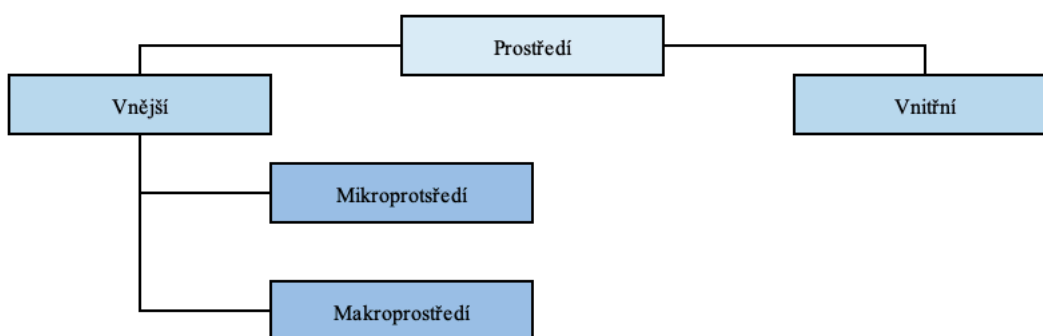 Prostředí
Vnější
Vnitřní
Mikroprotsředí
Makroprostředí